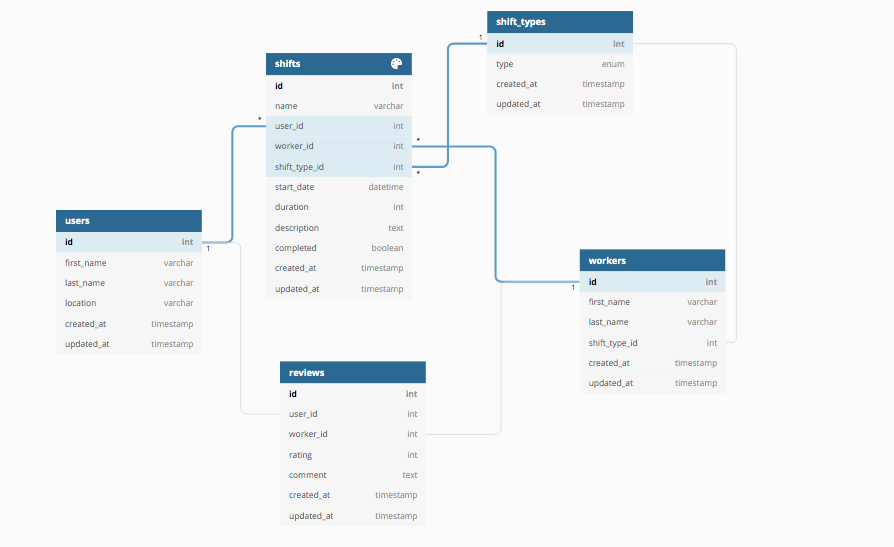 shift_types
id int
type enum
created_at timestamp
updated_at timestamp
shifts
id int
name varchar
user_id int
worker_id int
shift_type_id int
start_date datetime
duration int
description text
completed boolean
created_at timestamp
updated_at timestamp
users
id int
first_name varchar
last_name varchar
location varchar
created_at timestamp
updated_at timestamp
workers
id int
first_name varchar
last_name varchar
shift_type_id int
created_at timestamp
updated_at timestamp
reviews
id int
user_id int
worker_id int
rating int
comment text
created_at timestamp
updated_at timestamp
1
*
*
*
1
1